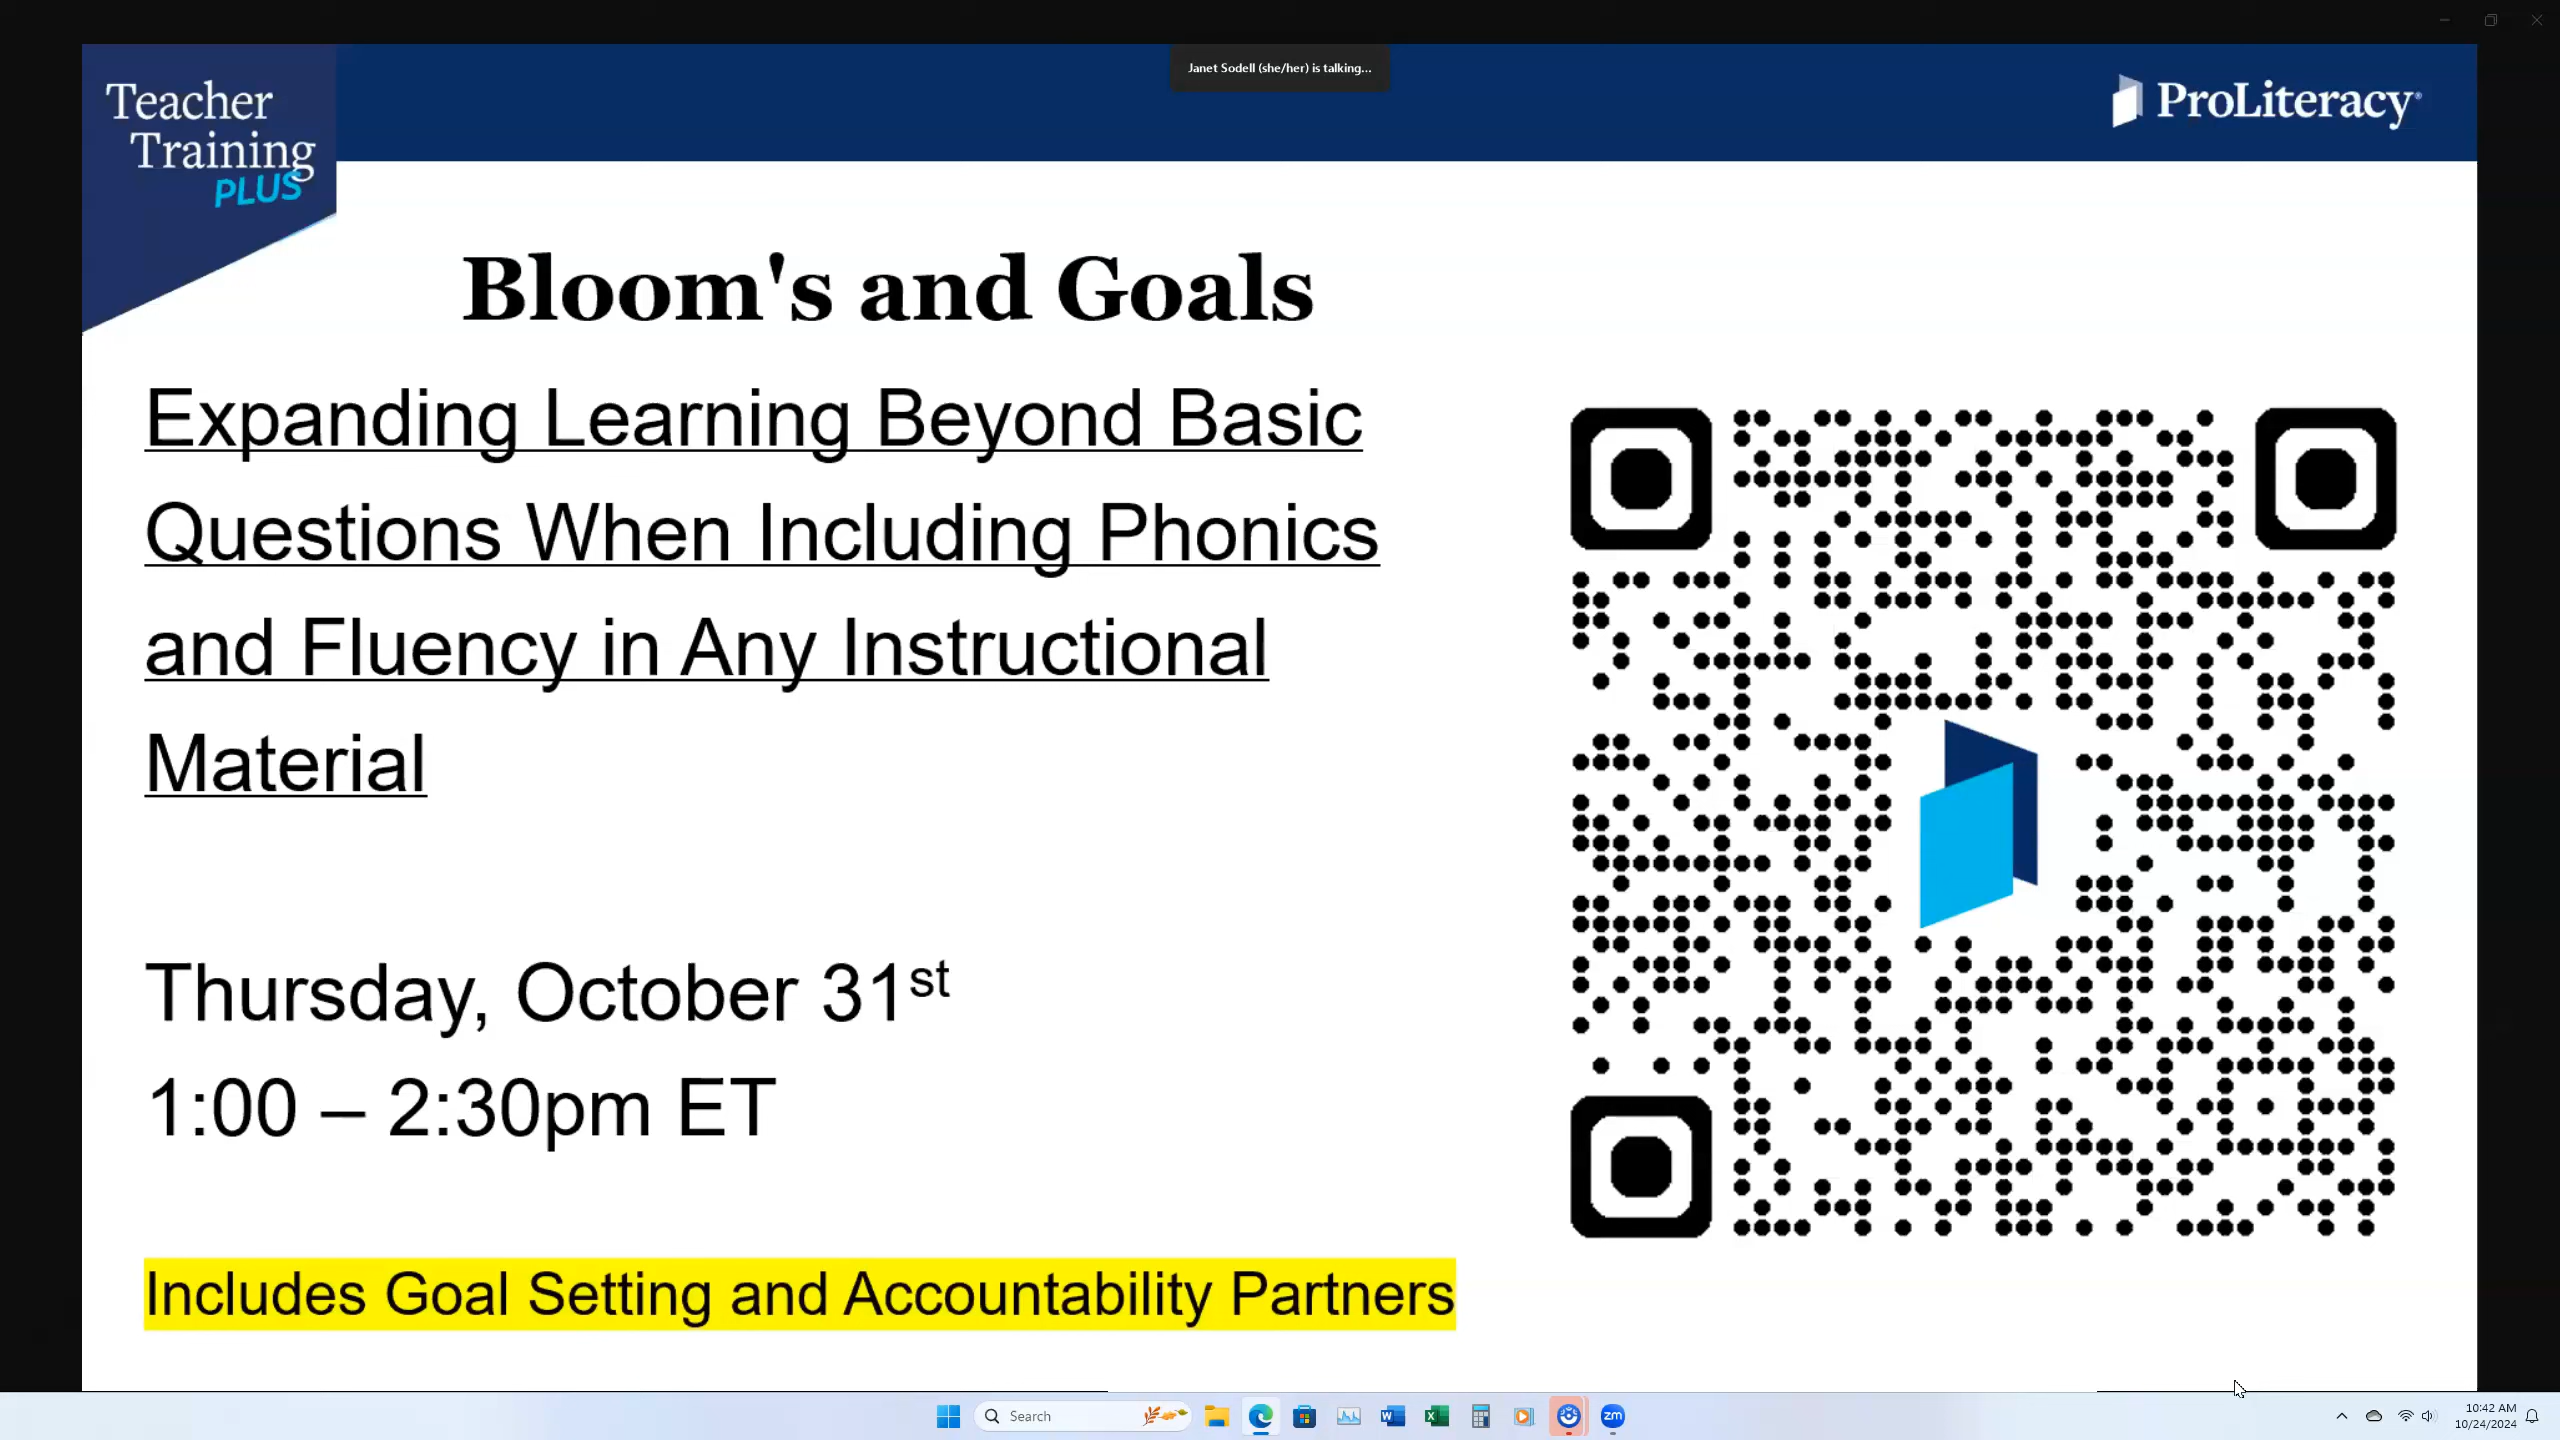 Janet Sodell (she/her) is talking...
Teacher
Training
PLUS
ProLiteracy®
Bloom's and Goals
Expanding Learning Beyond Basic
Questions When Including Phonics
and Fluency in Any Instructional
Material
Thursday, October 31st
1:00 – 2:30pm ET
Includes Goal Setting and Accountability Partners
Search
zm
10:42 AM
10/24/2024